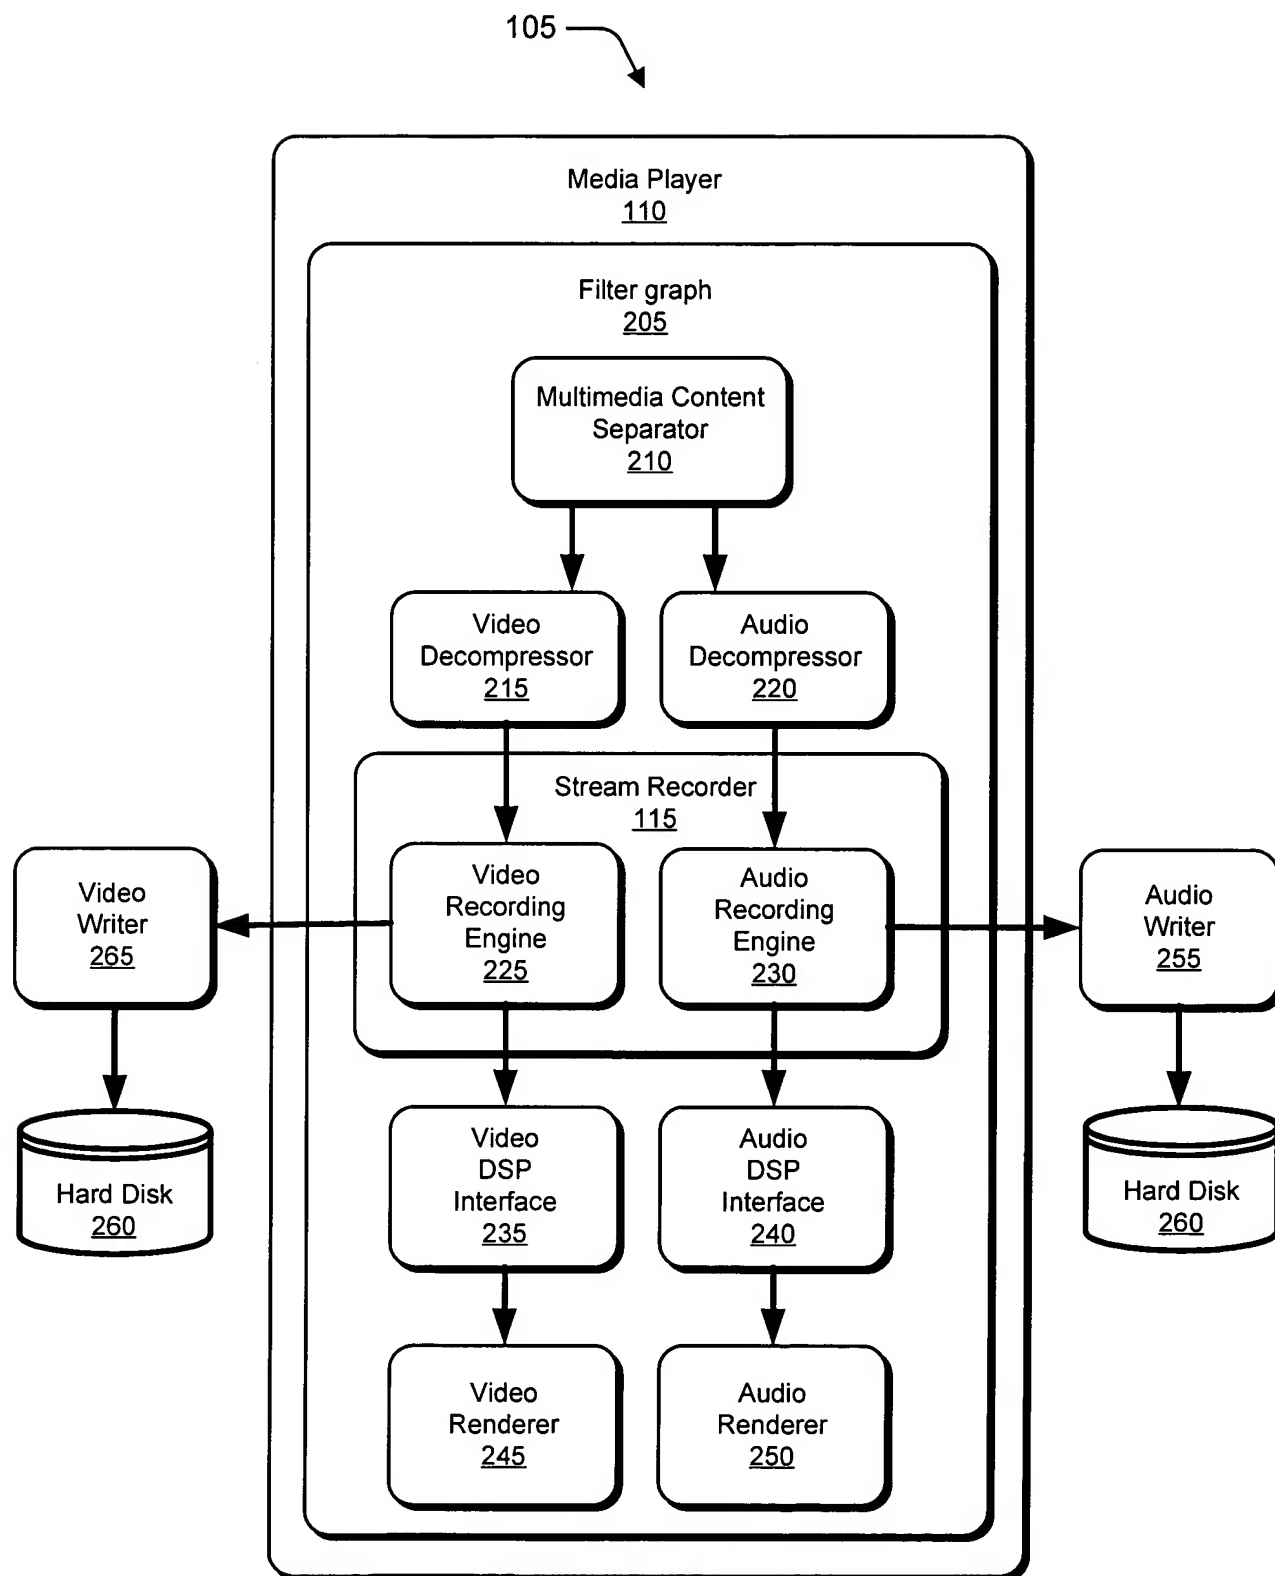 105
Media Player
110
Filter graph
205
Multimedia Content
Separator
210
Video
Decompressor
215
Audio
Decompressor
220
Stream Recorder
115
Video
Writer
265
Video
Recording
Engine
225
Audio
Recording
Engine
230
Audio
Writer
255
Hard Disk
260
Video
DSP
Interface
235
Audio
DSP
Interface
240
Hard Disk
260
Video
Renderer
245
Audio
Renderer
250